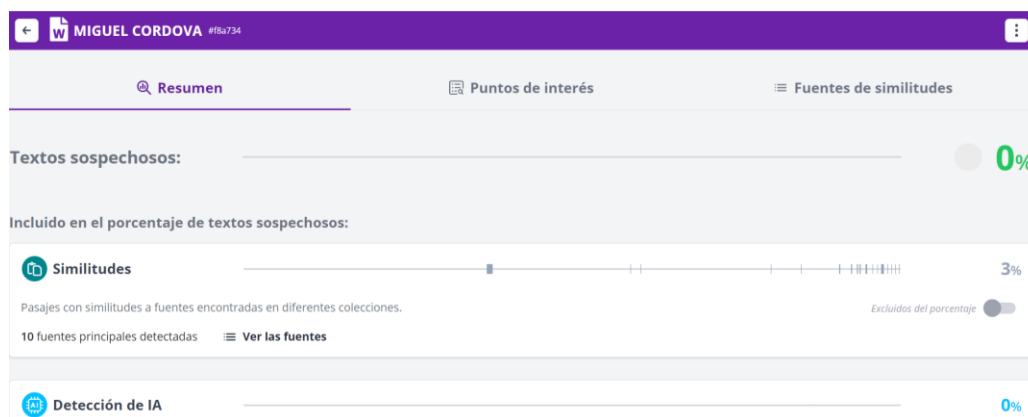 MIGUEL CORDOVA #f8a734
Resumen
Puntos de interés
Fuentes de similitudes
Textos sospechosos:
0%
Incluido en el porcentaje de textos sospechosos:
Similitudes
3%
Pasajes con similitudes a fuentes encontradas en diferentes colecciones.
Excluidos del porcentaje
10 fuentes principales detectadas
Ver las fuentes
AI Detección de IA
0%